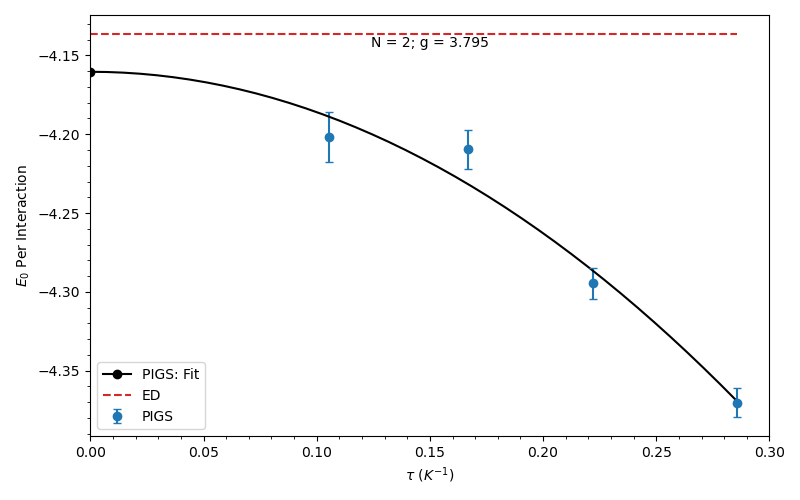 N = 2; g = 3.795
−4.15
−4.20
−4.25
−4.30
−4.35
E₀ Per Interaction
PIGS: Fit
ED
PIGS
0.00 0.05 0.10 0.15 0.20 0.25 0.30
τ (K⁻¹)